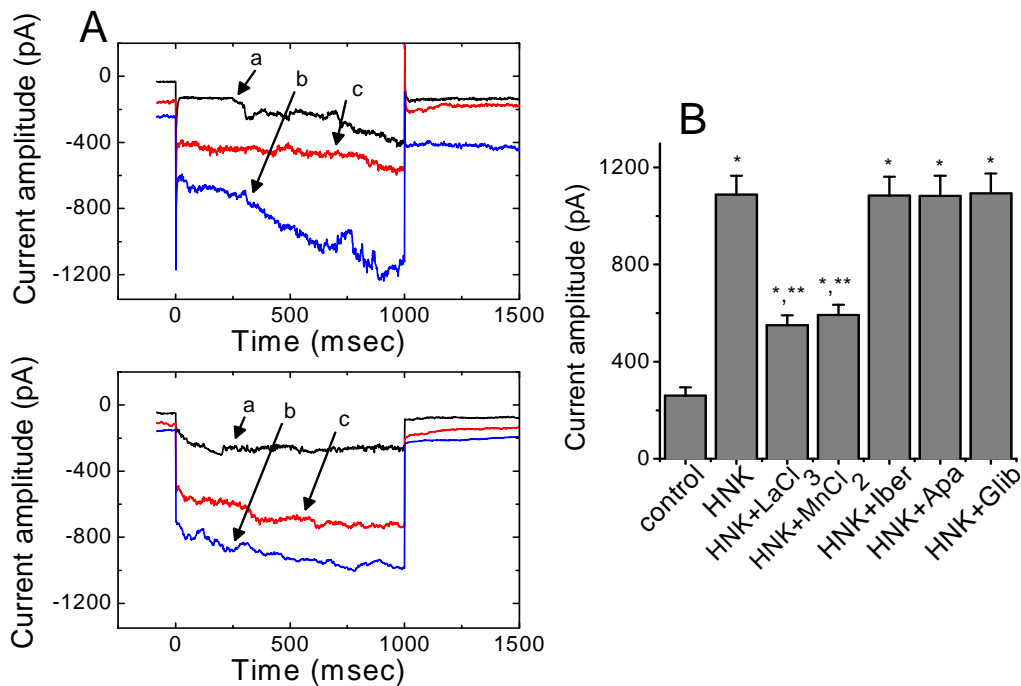 A
Current amplitude (pA)
0
-400
-800
-1200
a
b
c
0
500
1000
1500
Time (msec)
Current amplitude (pA)
0
-400
-800
-1200
a
b
c
0
500
1000
1500
Time (msec)
B
Current amplitude (pA)
1200
800
400
0
*
*,**
*,**
*
*
*
control
HNK
HNK+LaCl3
HNK+MnCl2
HNK+Iber
HNK+Apa
HNK+Glib